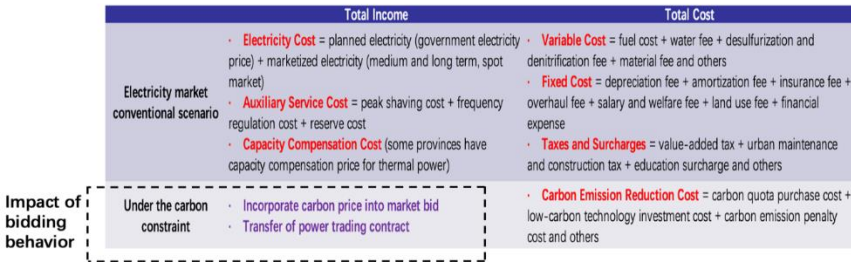 Total Income
Total Cost
Electricity market
conventional scenario
· Electricity Cost = planned electricity (government electricity
price) + marketized electricity (medium and long term, spot
market)
· Auxiliary Service Cost = peak shaving cost + frequency
regulation cost + reserve cost
· Capacity Compensation Cost (some provinces have
capacity compensation price for thermal power)
· Variable Cost = fuel cost + water fee + desulfurization and
denitrification fee + material fee and others
· Fixed Cost = depreciation fee + amortization fee + insurance fee +
overhaul fee + salary and welfare fee + land use fee + financial
expense
· Taxes and Surcharges = value-added tax + urban maintenance
and construction tax + education surcharge and others
Impact of
bidding
behavior
Under the carbon
constraint
· Incorporate carbon price into market bid
· Transfer of power trading contract
· Carbon Emission Reduction Cost = carbon quota purchase cost +
low-carbon technology investment cost + carbon emission penalty
cost and others